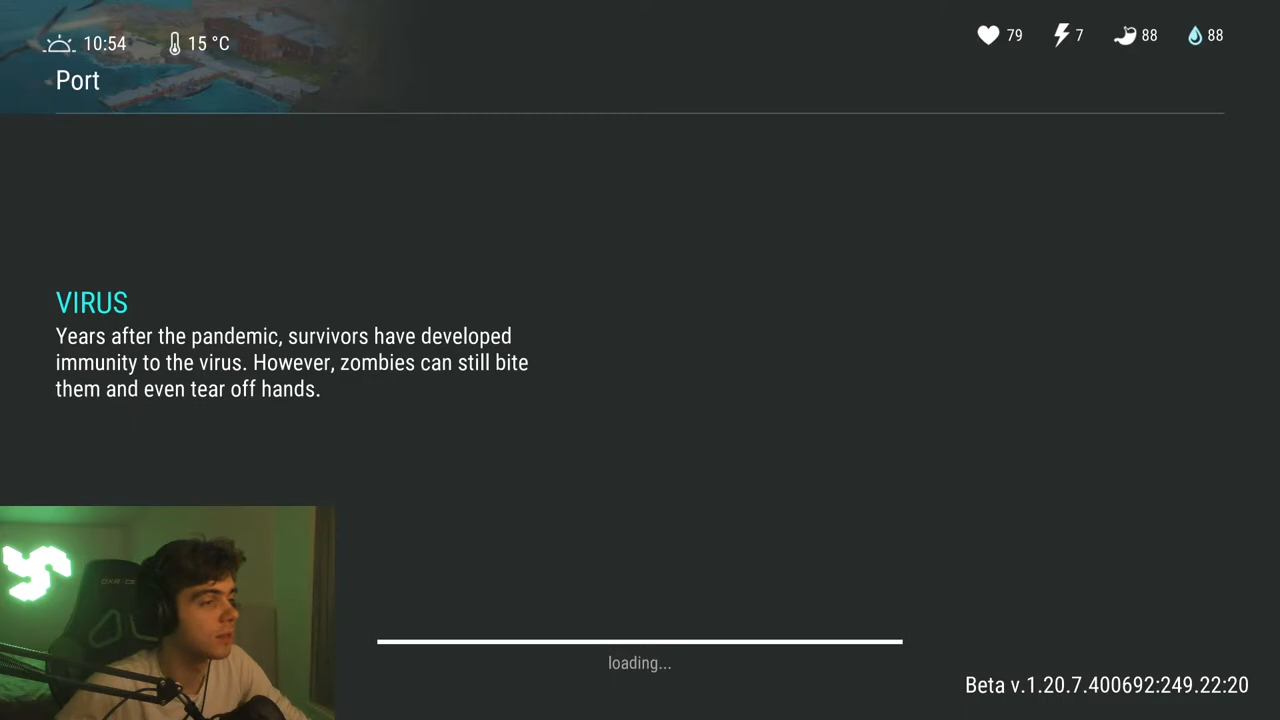 10:54 15 °C
79 7 88 88
Port
VIRUS
Years after the pandemic, survivors have developed
immunity to the virus. However, zombies can still bite
them and even tear off hands.
loading...
Beta v.1.20.7.400692:249.22:20